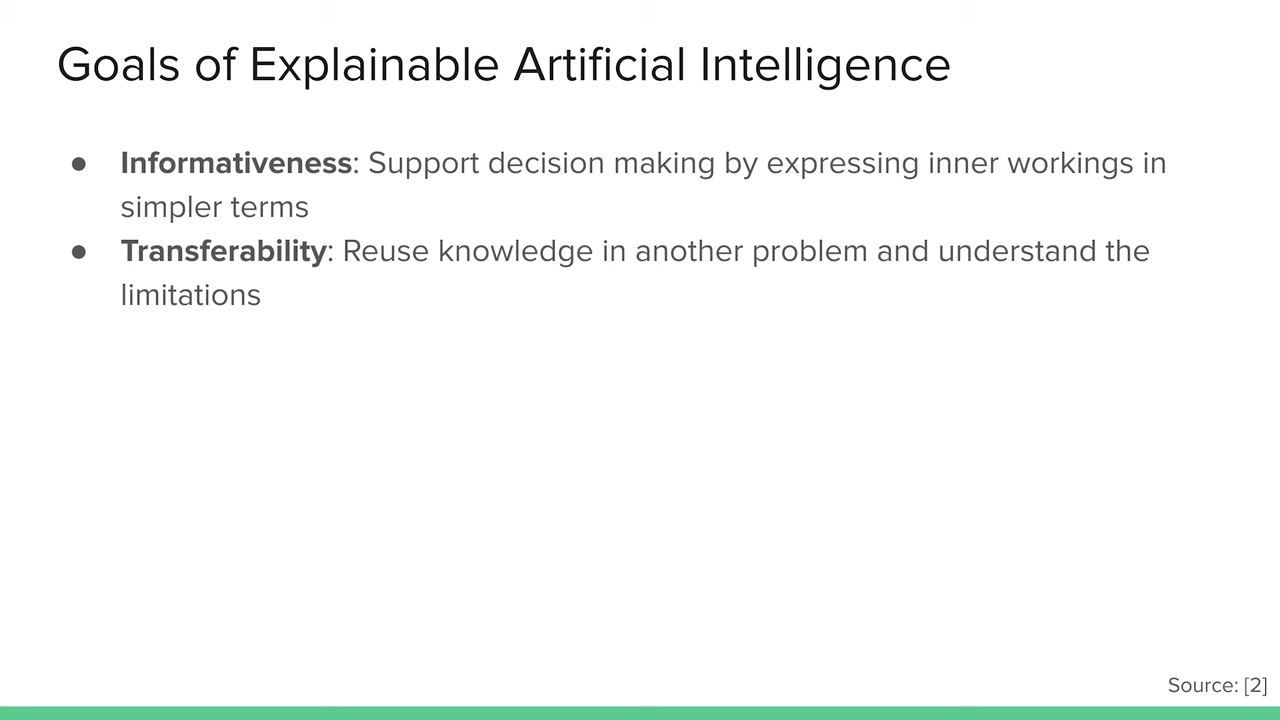 Goals of Explainable Artificial Intelligence
● Informativeness: Support decision making by expressing inner workings in
simpler terms
● Transferability: Reuse knowledge in another problem and understand the
limitations
Source: [2]